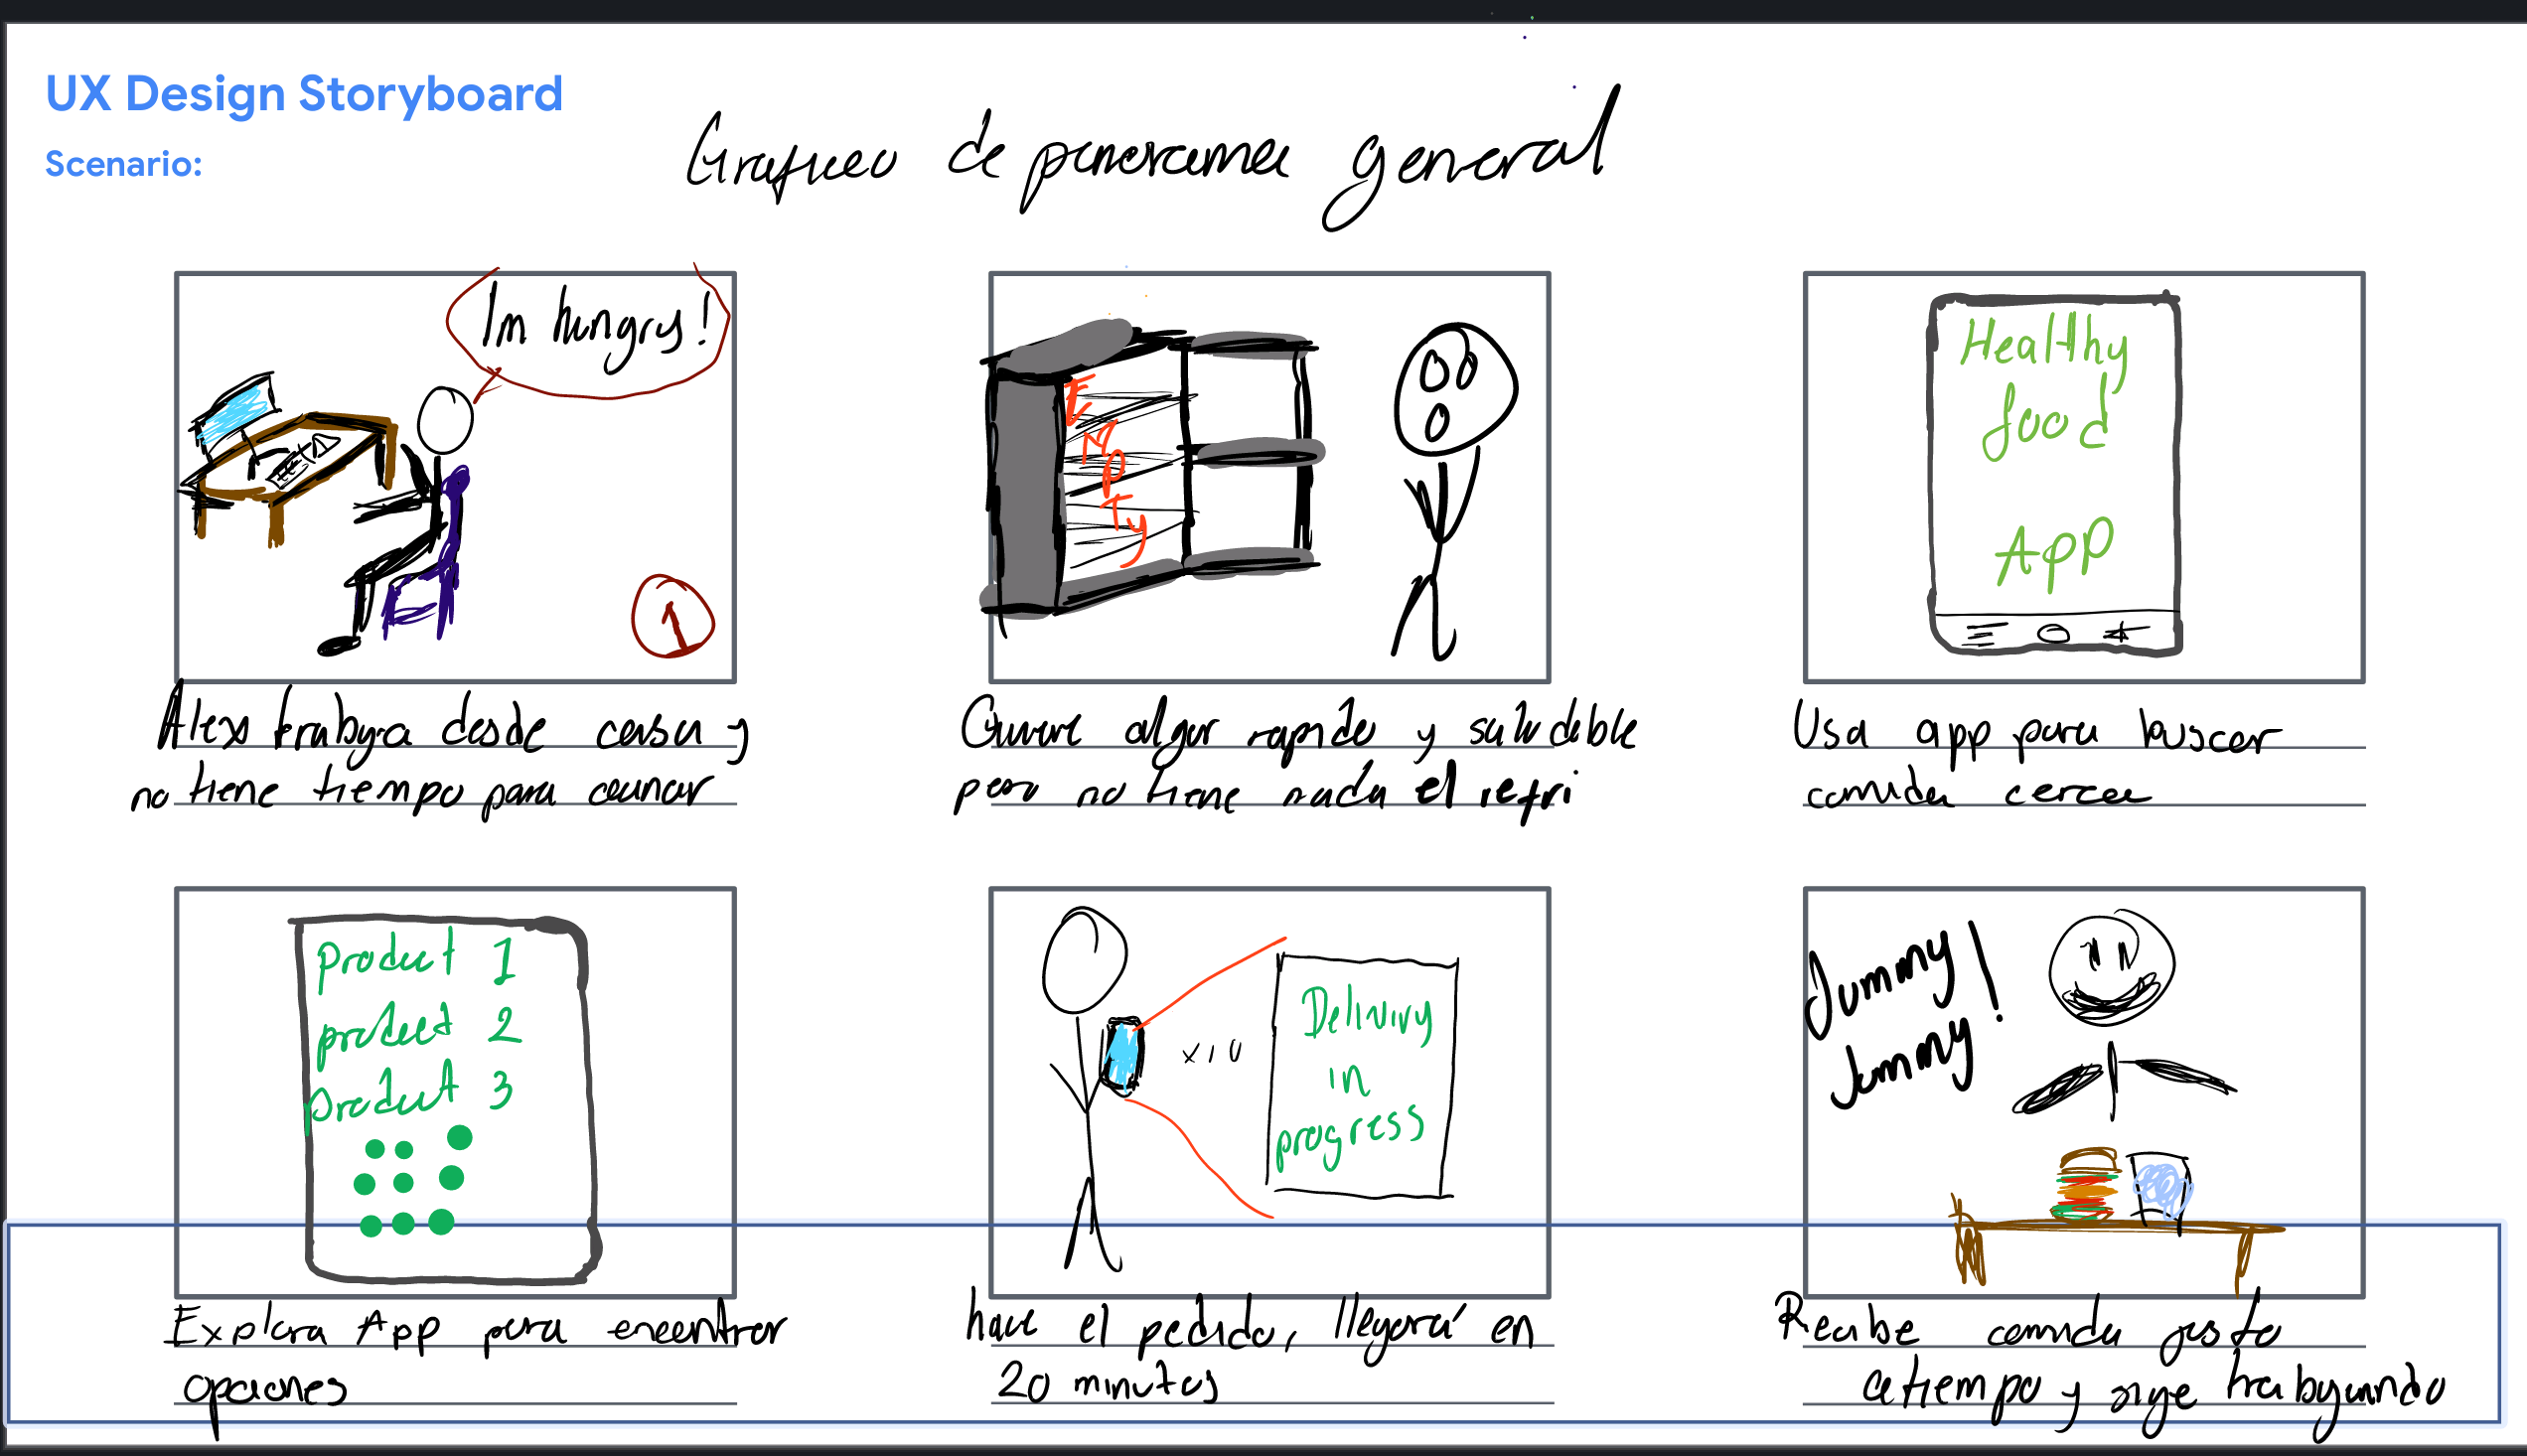 UX Design Storyboard
Scenario:
Grafico de panorama general
Im hungry!
1
EMPTy
Healthy
food
App
Alexs trabaja desde casa y
no tiene tiempo para cocinar
Quiere algo rapido y saludable
pero no tiene nada el refri
Usa app para buscar
comida cerca
Product 1
product 2
product 3
x10
Deliviry
in
progress
Jummy!
Jummy
Explora App para encontrar
opciones
hace el pedido, llegará en
20 minutos
Recibe comida justo
a tiempo y sigue trabajando